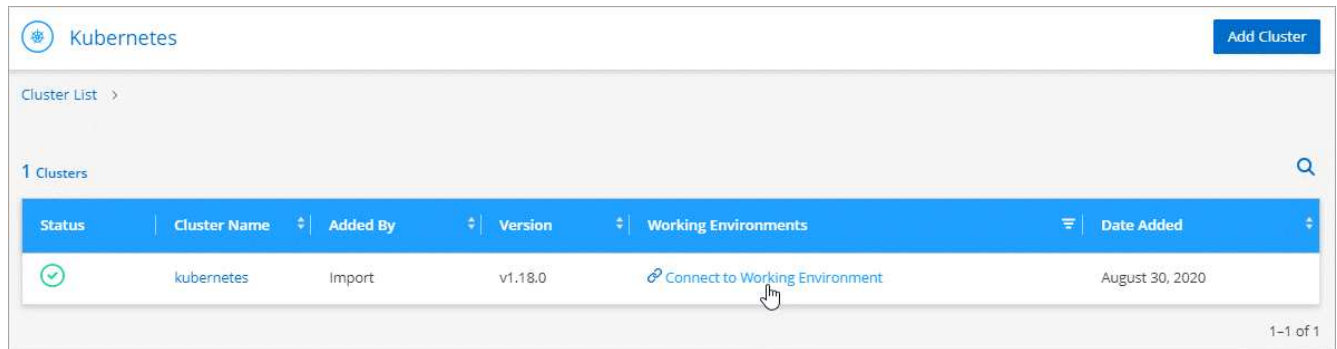 Kubernetes
Add Cluster
Cluster List >
1 Clusters
Status Cluster Name Added By Version Working Environments Date Added
kubernetes Import v1.18.0 Connect to Working Environment August 30, 2020
1–1 of 1